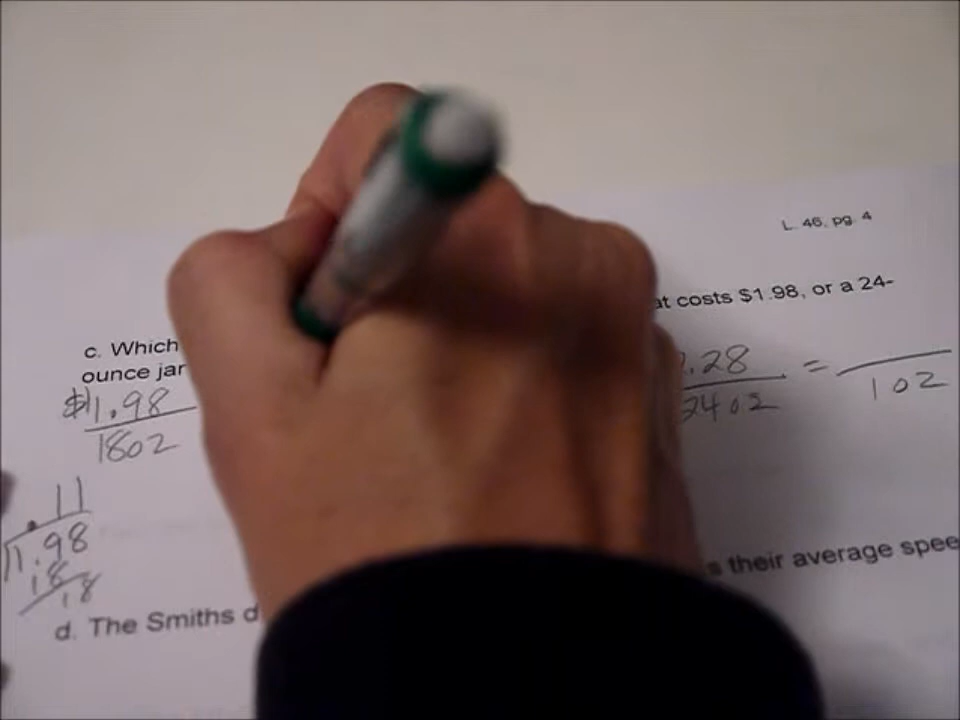 L. 46, pg. 4
c. Which at costs $1.98, or a 24-
ounce jar
$1.98 .28 =
18oz 24oz 1oz
.11
1.98
18
18
s their average spee
d. The Smiths d